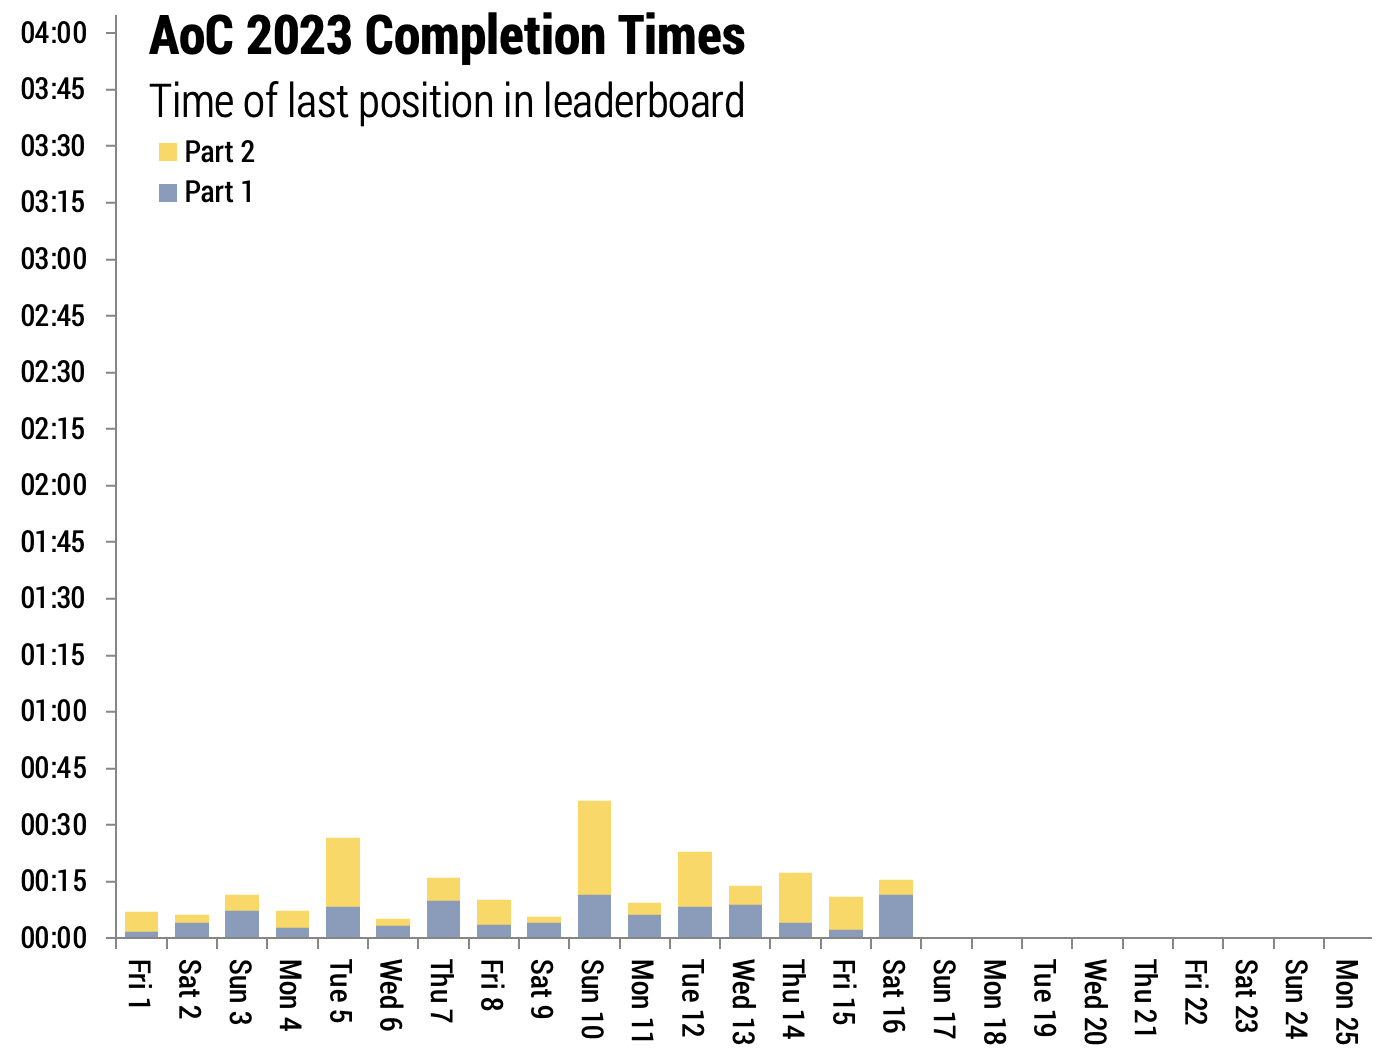 AoC 2023 Completion Times
Time of last position in leaderboard
Part 2
Part 1
04:00
03:45
03:30
03:15
03:00
02:45
02:30
02:15
02:00
01:45
01:30
01:15
01:00
00:45
00:30
00:15
00:00
Fri 1
Sat 2
Sun 3
Mon 4
Tue 5
Wed 6
Thu 7
Fri 8
Sat 9
Sun 10
Mon 11
Tue 12
Wed 13
Thu 14
Fri 15
Sat 16
Sun 17
Mon 18
Tue 19
Wed 20
Thu 21
Fri 22
Sat 23
Sun 24
Mon 25